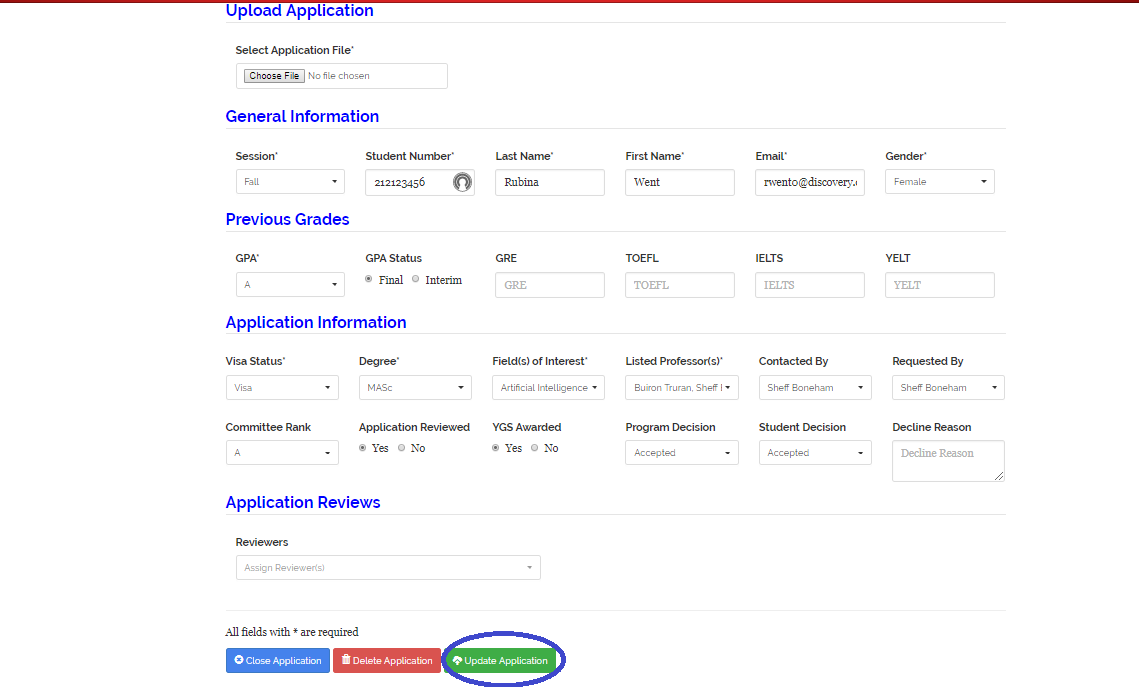 Upload Application
Select Application File*
Choose File No file chosen
General Information
Session* Student Number* Last Name* First Name* Email* Gender*
Fall 212123456 Rubina Went rwent0@discovery. Female
Previous Grades
GPA* GPA Status GRE TOEFL IELTS YELT
A Final Interim GRE TOEFL IELTS YELT
Application Information
Visa Status* Degree* Field(s) of Interest* Listed Professor(s)* Contacted By Requested By
Visa MASc Artificial Intelligence Buiron Truran, Sheff Sheff Boneham Sheff Boneham
Committee Rank Application Reviewed YGS Awarded Program Decision Student Decision Decline Reason
A Yes No Yes No Accepted Accepted Decline Reason
Application Reviews
Reviewers
Assign Reviewer(s)
All fields with * are required
Close Application Delete Application Update Application